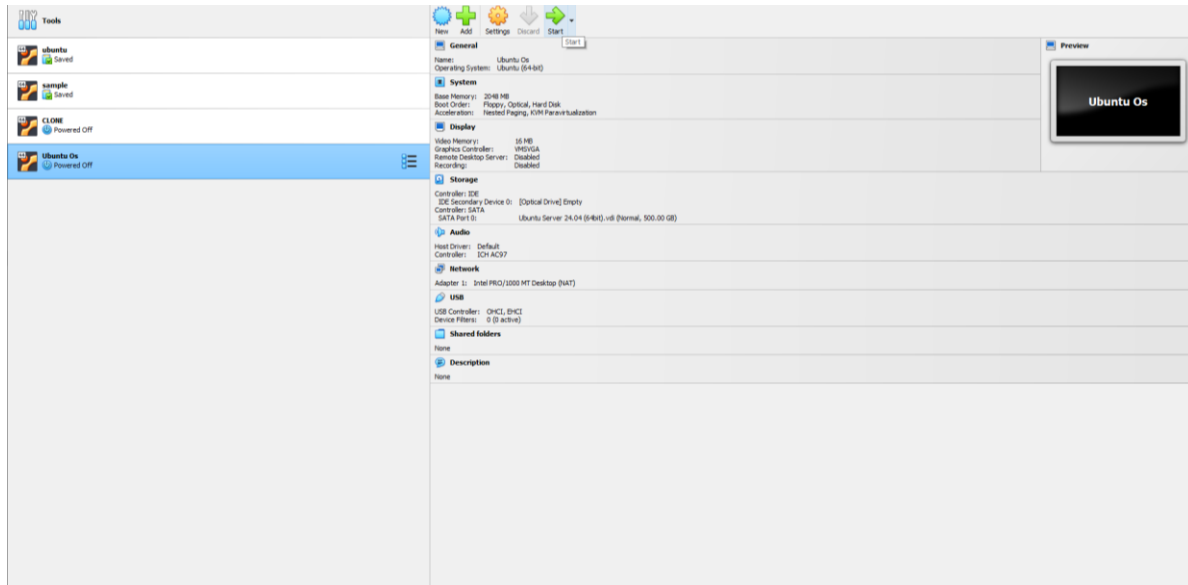 Tools
ubuntu
Saved
sample
Saved
CLONE
Powered Off
Ubuntu Os
Powered Off
New Add Settings Discard Start
Start
General
Name: Ubuntu Os
Operating System: Ubuntu (64-bit)
System
Base Memory: 2048 MB
Boot Order: Floppy, Optical, Hard Disk
Acceleration: Nested Paging, KVM Paravirtualization
Display
Video Memory: 16 MB
Graphics Controller: VMSVGA
Remote Desktop Server: Disabled
Recording: Disabled
Storage
Controller: IDE
IDE Secondary Device 0: [Optical Drive] Empty
Controller: SATA
SATA Port 0: Ubuntu Server 24.04 (64bit).vdi (Normal, 500.00 GB)
Audio
Host Driver: Default
Controller: ICH AC97
Network
Adapter 1: Intel PRO/1000 MT Desktop (NAT)
USB
USB Controller: OHCI, EHCI
Device Filters: 0 (0 active)
Shared folders
None
Description
None
Preview
Ubuntu Os